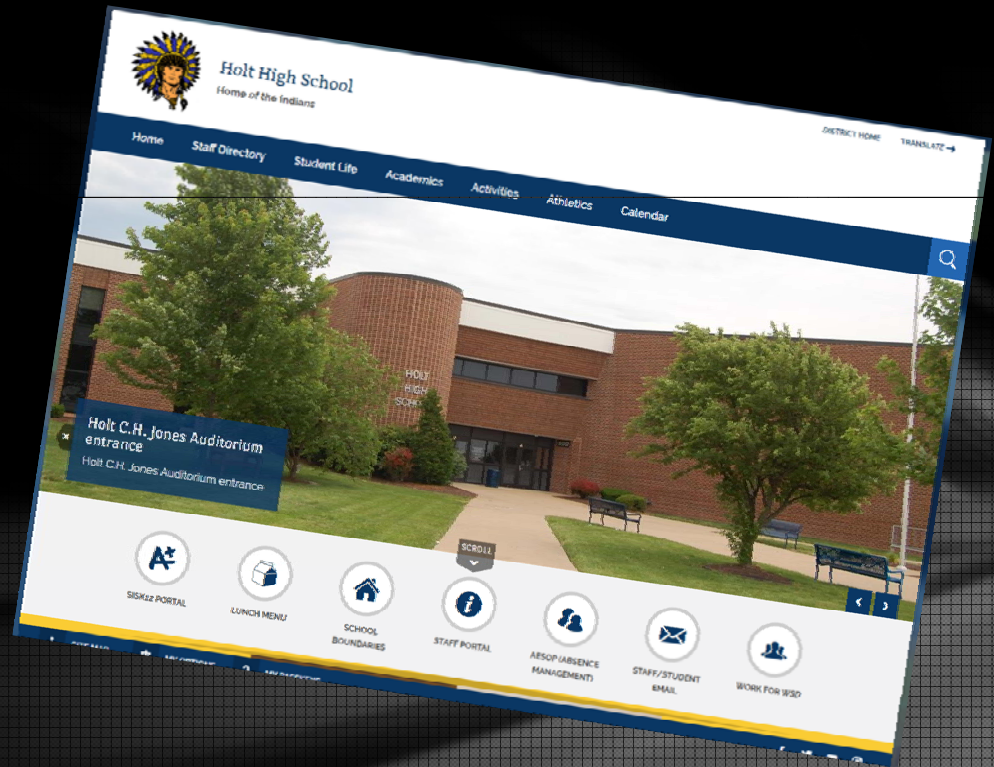 Holt High School
Home of the Indians
DISTRICT HOME
TRANSLATE
Home
Staff Directory
Student Life
Academics
Activities
Athletics
Calendar
HOLT
HIGH
Holt C.H. Jones Auditorium
entrance
Holt C.H. Jones Auditorium entrance
SCROLL
SISK12 PORTAL
LUNCH MENU
SCHOOL
BOUNDARIES
STAFF PORTAL
AESOP (ABSENCE
MANAGEMENT)
STAFF/STUDENT
EMAIL
WORK FOR WSD